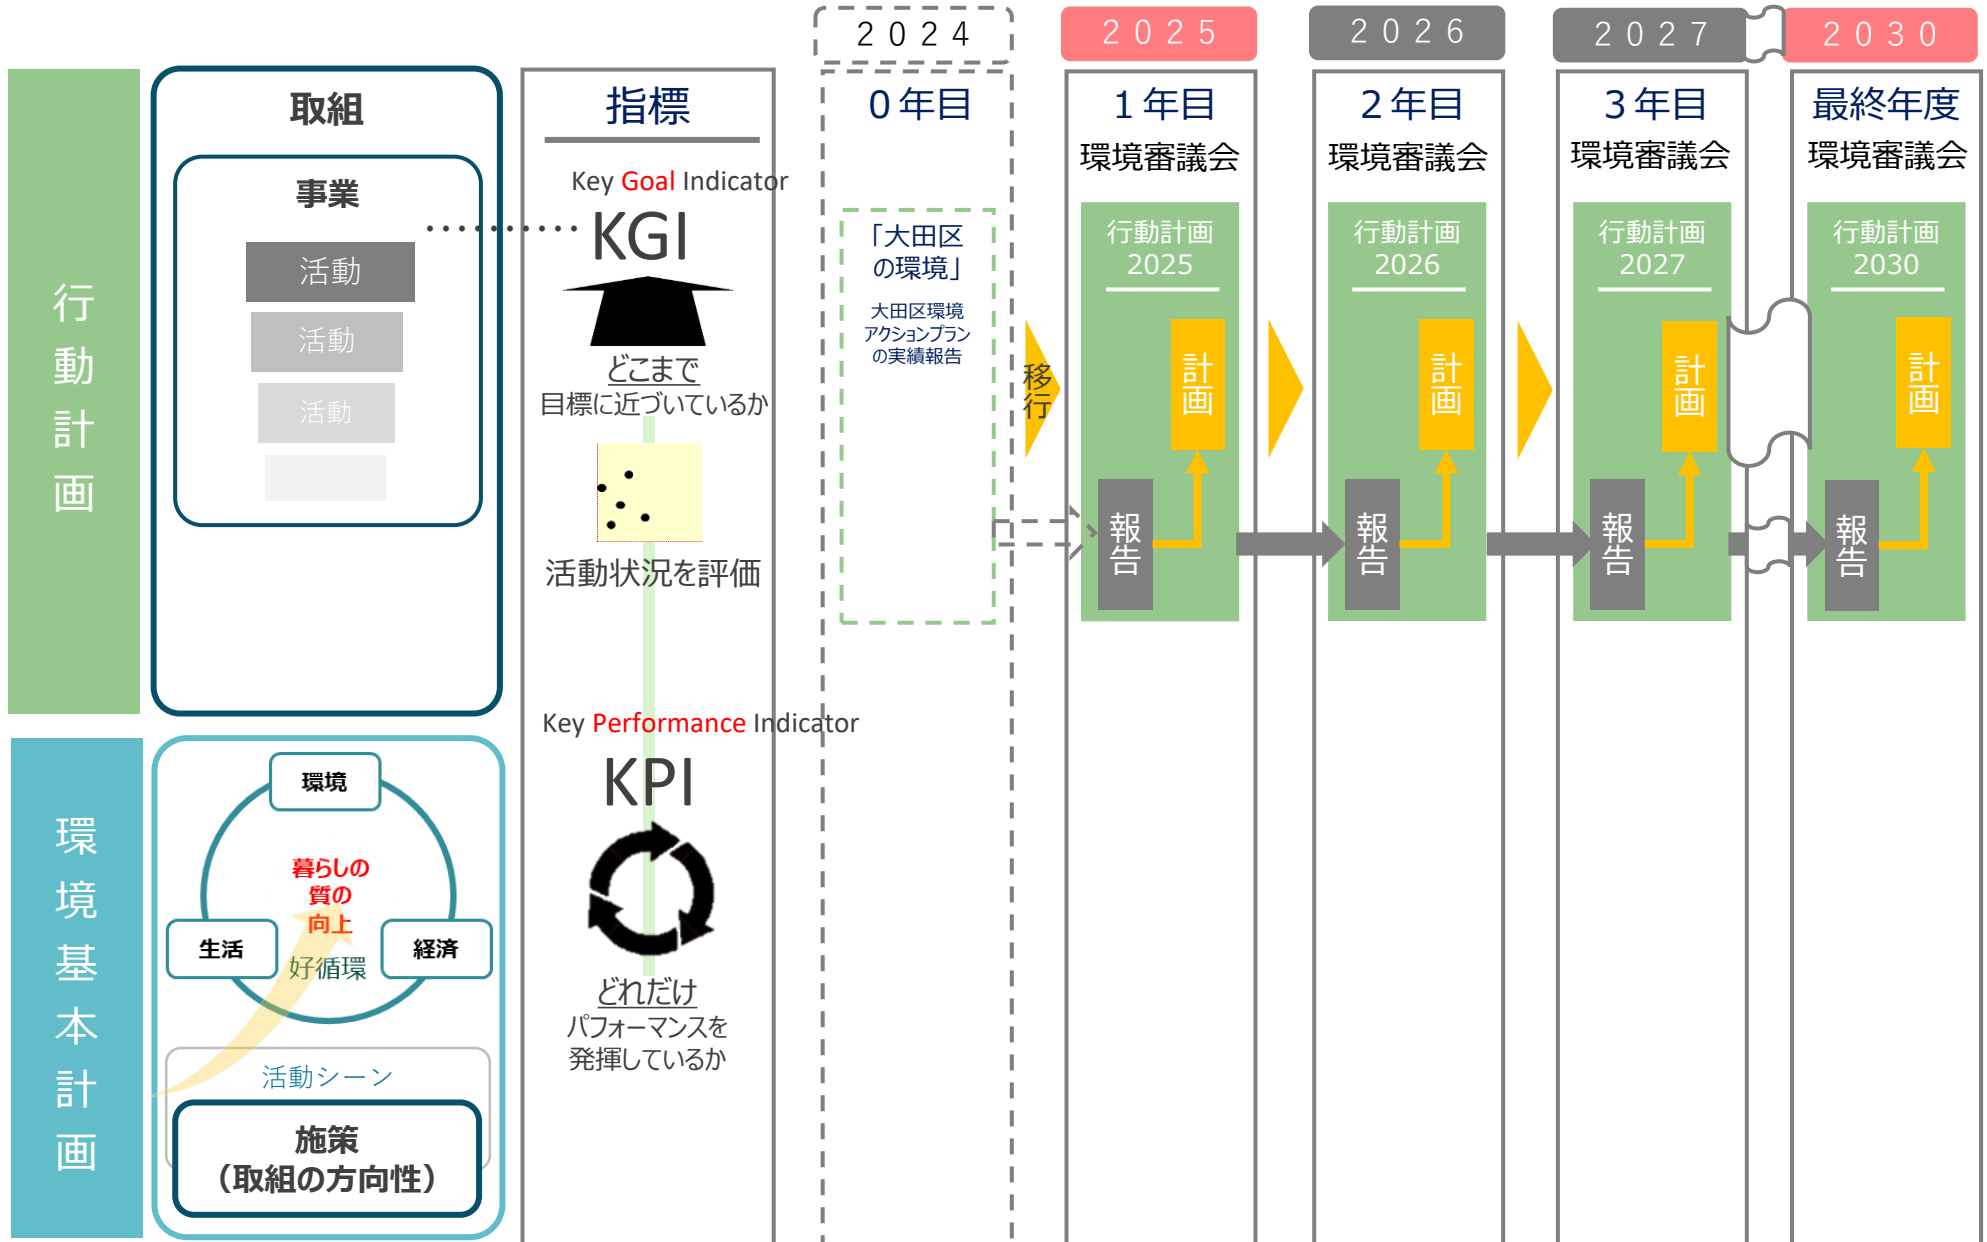 行動計画
取組
事業
活動
活動
活動
指標
Key Goal Indicator
KGI
どこまで
目標に近づいているか
活動状況を評価
Key Performance Indicator
KPI
どれだけ
パフォーマンスを
発揮しているか
環境基本計画
環境
暮らしの
質の
向上
好循環
生活
経済
活動シーン
施策
（取組の方向性）
２０２４
０年目
「大田区
の環境」
大田区環境
アクションプラン
の実績報告
移行
２０２５
１年目
環境審議会
行動計画
2025
計画
報告
２０２６
２年目
環境審議会
行動計画
2026
計画
報告
２０２７
３年目
環境審議会
行動計画
2027
計画
報告
２０３０
最終年度
環境審議会
行動計画
2030
計画
報告